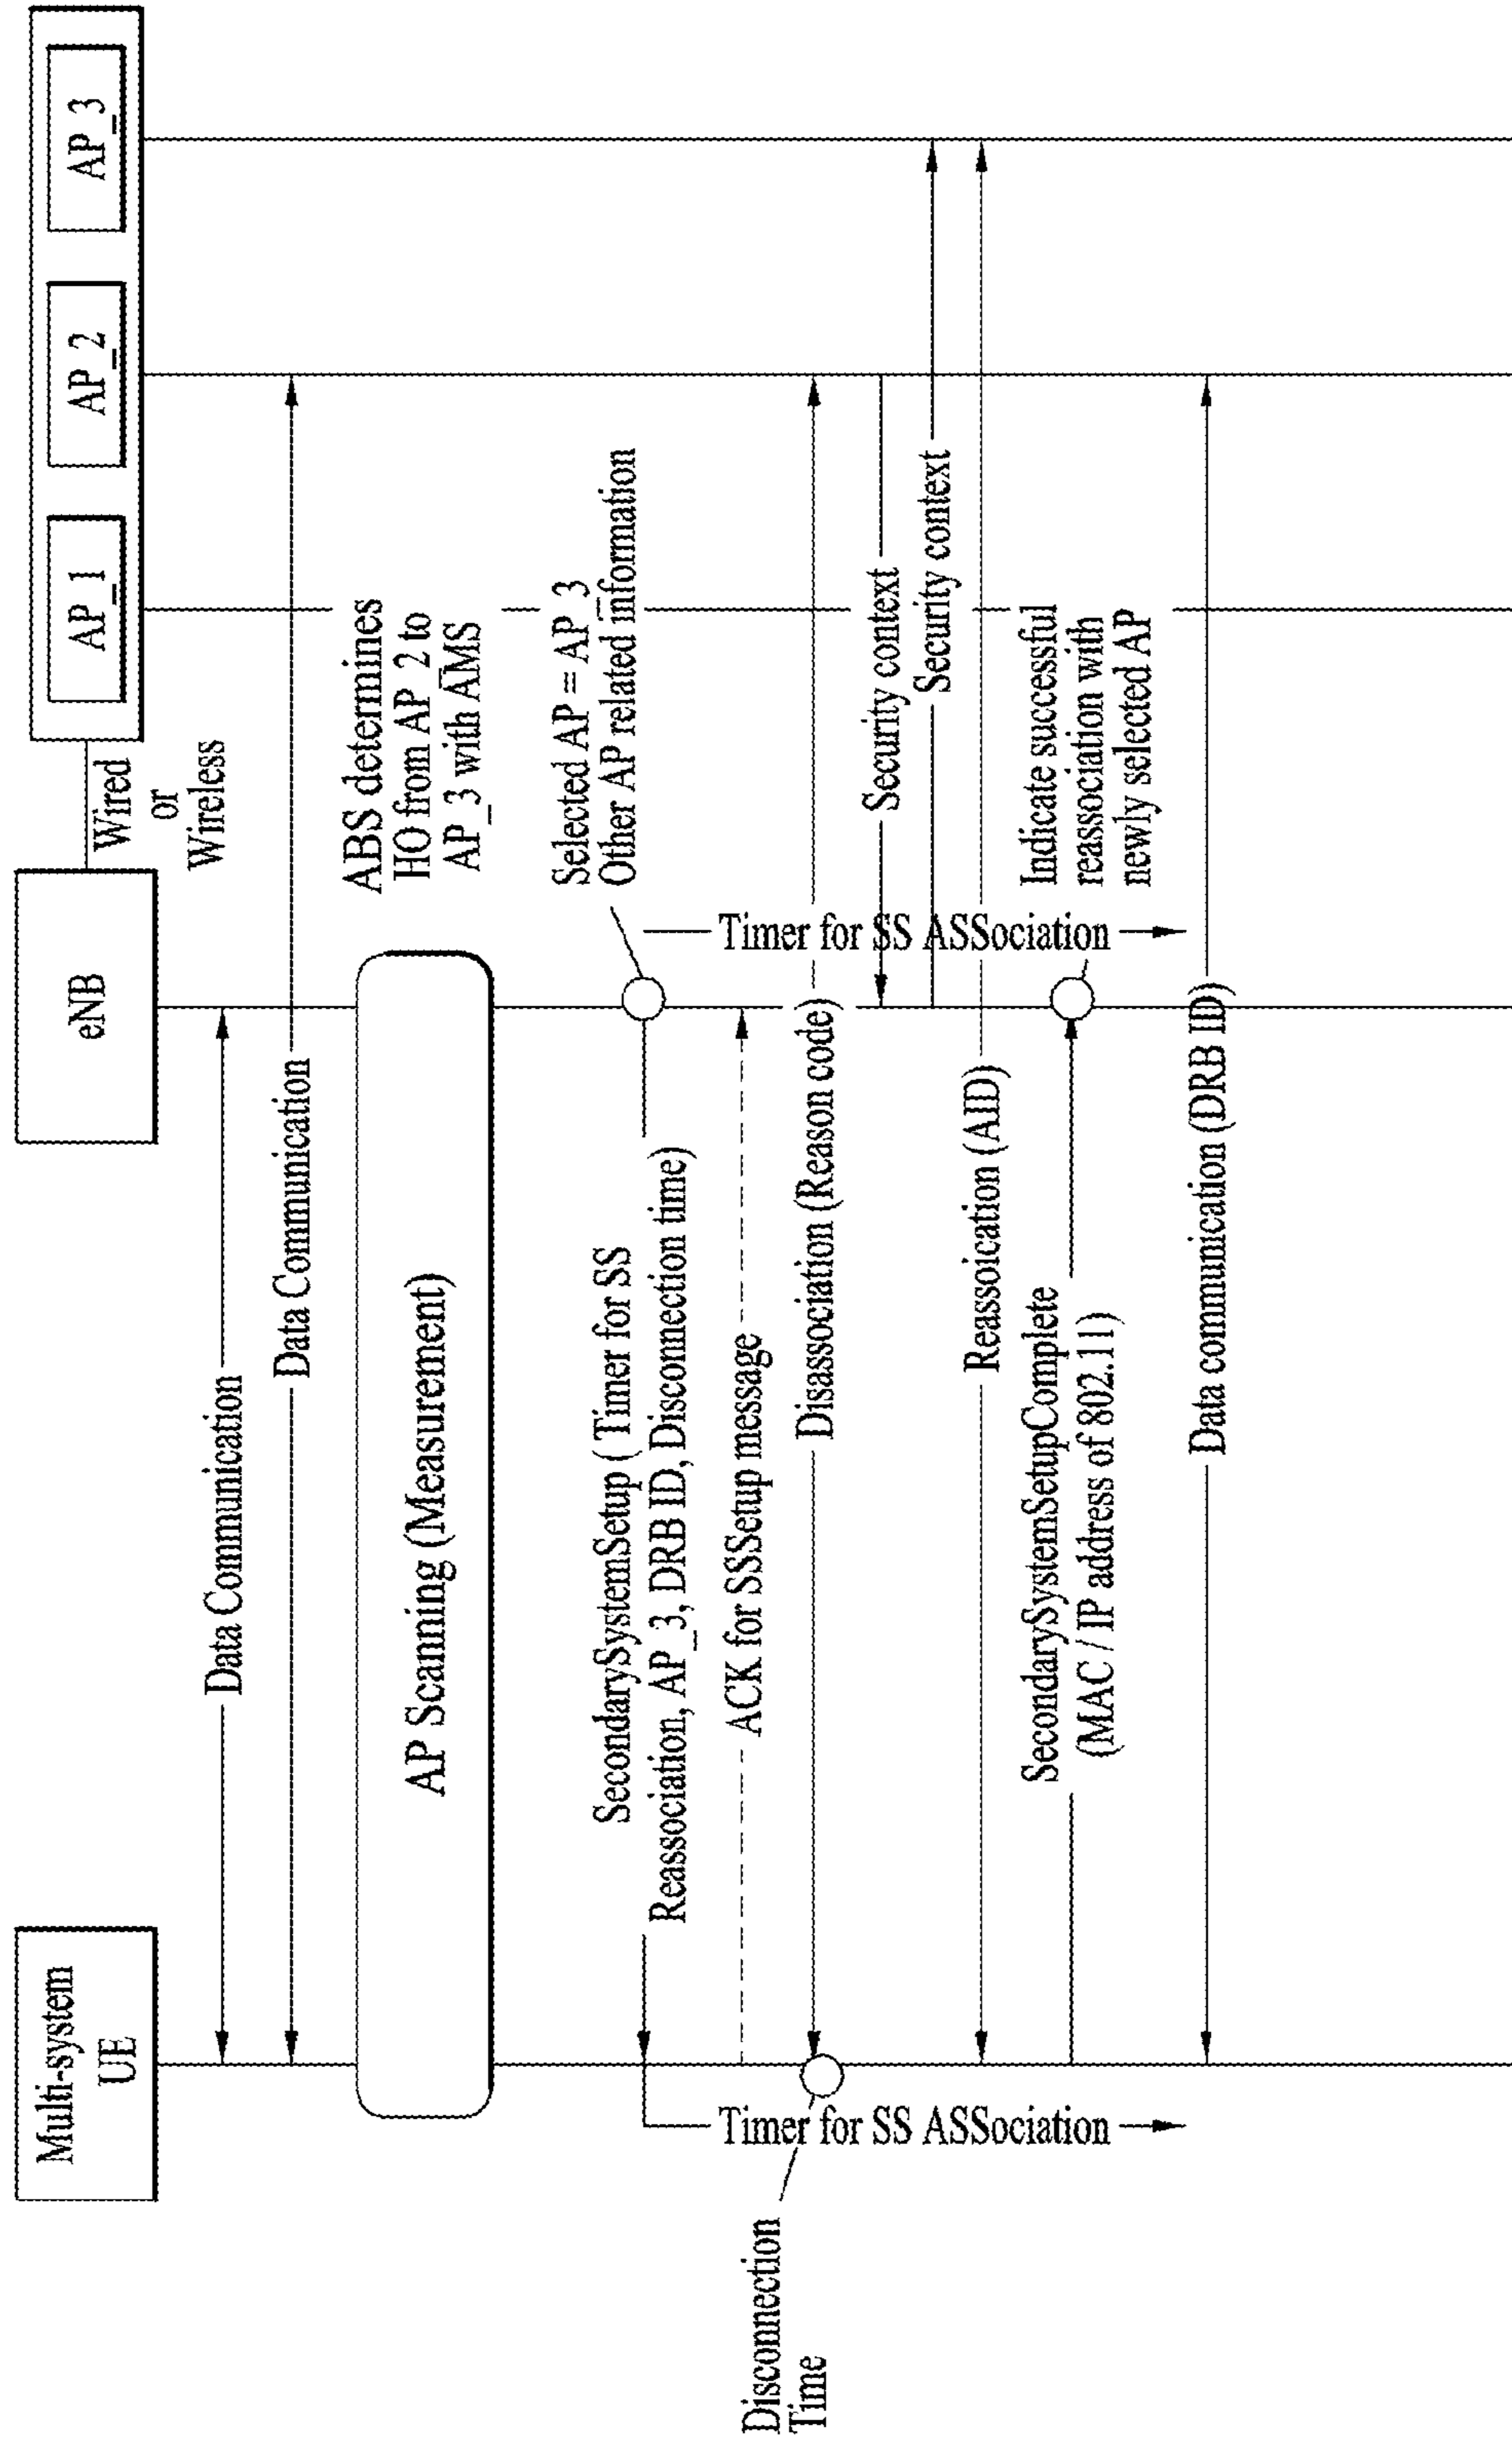 Multi-system
UE
eNB
Wired
or
Wireless
AP_1
AP_2
AP_3
Data Communication
Data Communication
AP Scanning (Measurement)
ABS determines
HO from AP_2 to
AP_3 with AMS
Selected AP = AP_3
Other AP related information
SecondarySystemSetup ( Timer for SS
Reassociation, AP_3, DRB ID, Disconnection time)
ACK for SSSetup message
Timer for SS ASSociation
Timer for SS ASSociation
Disconnection
Time
Disassociation (Reason code)
Security context
Security context
Reassoication (AID)
SecondarySystemSetupComplete
(MAC / IP address of 802.11)
Indicate successful
reassociation with
newly selected AP
Data communication (DRB ID)